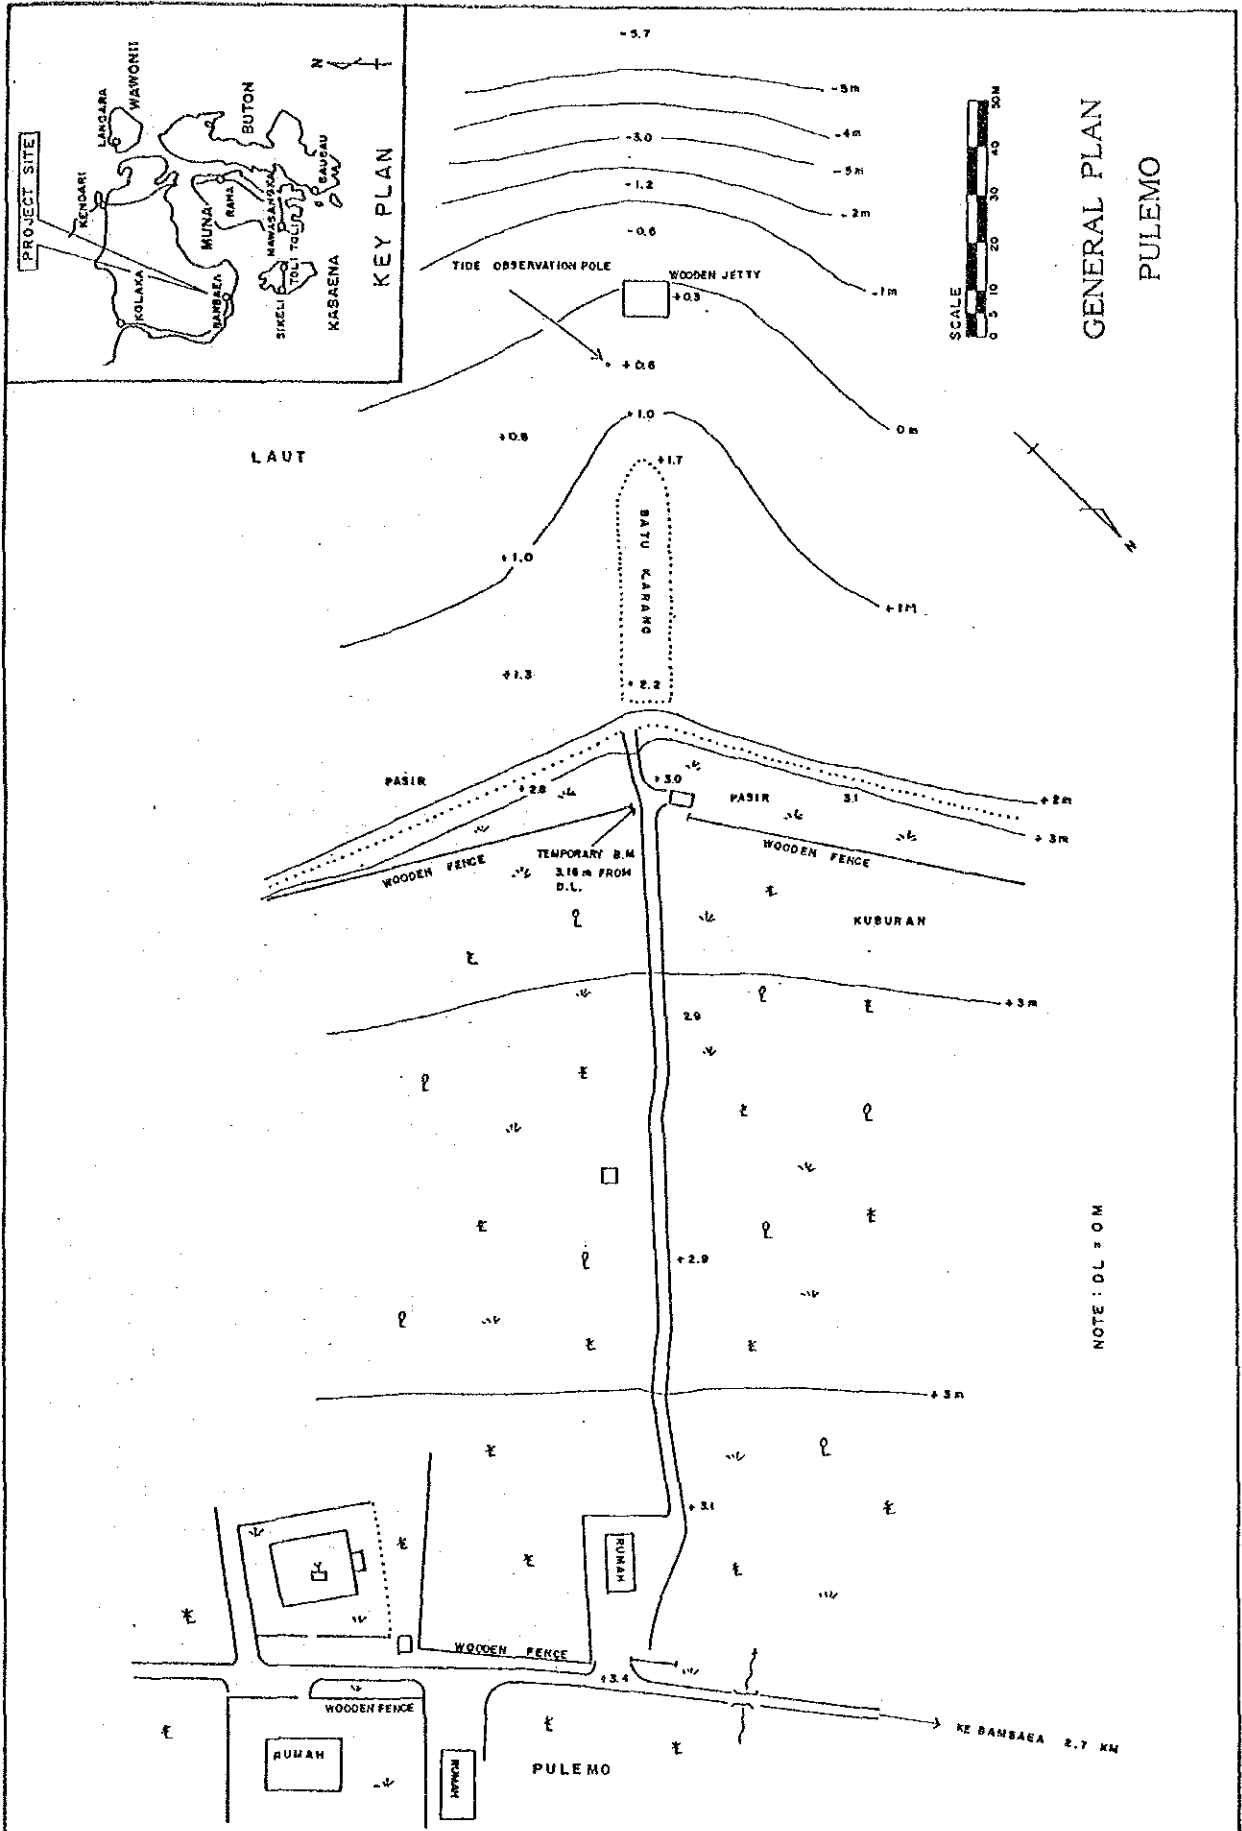 PROJECT SITE
LANGARA
WAWONII
KENDARI
BUTON
MUNA
RAHA
KOLAKA
MAWASANGKA
BAUBAU
TOLI TOLI
SIKELI
KABAENA
N
KEY PLAN
-5.7
-5m
-4m
-3.0
-5m
-1.2
-2m
-0.6
-1m
TIDE OBSERVATION POLE
WOODEN JETTY
+0.3
+0.6
0m
+1.0
+0.8
LAUT
+1.7
BATU KARANG
+1.0
+1M
+1.3
+2.2
SCALE
0 5 10 20 30 40 50M
GENERAL PLAN
PULEMO
N
PASIR
+2.8
+3.0
PASIR
3.1
+2m
+3m
WOODEN FENCE
TEMPORARY B.M
3.18 m FROM
D.L.
WOODEN FENCE
KUBURAN
+3m
2.9
+2.9
NOTE : DL = 0 M
+3m
+3.1
RUMAH
WOODEN FENCE
+3.4
WOODEN FENCE
RUMAH
RUMAH
PULEMO
KE BAMBAEA 2.7 KM